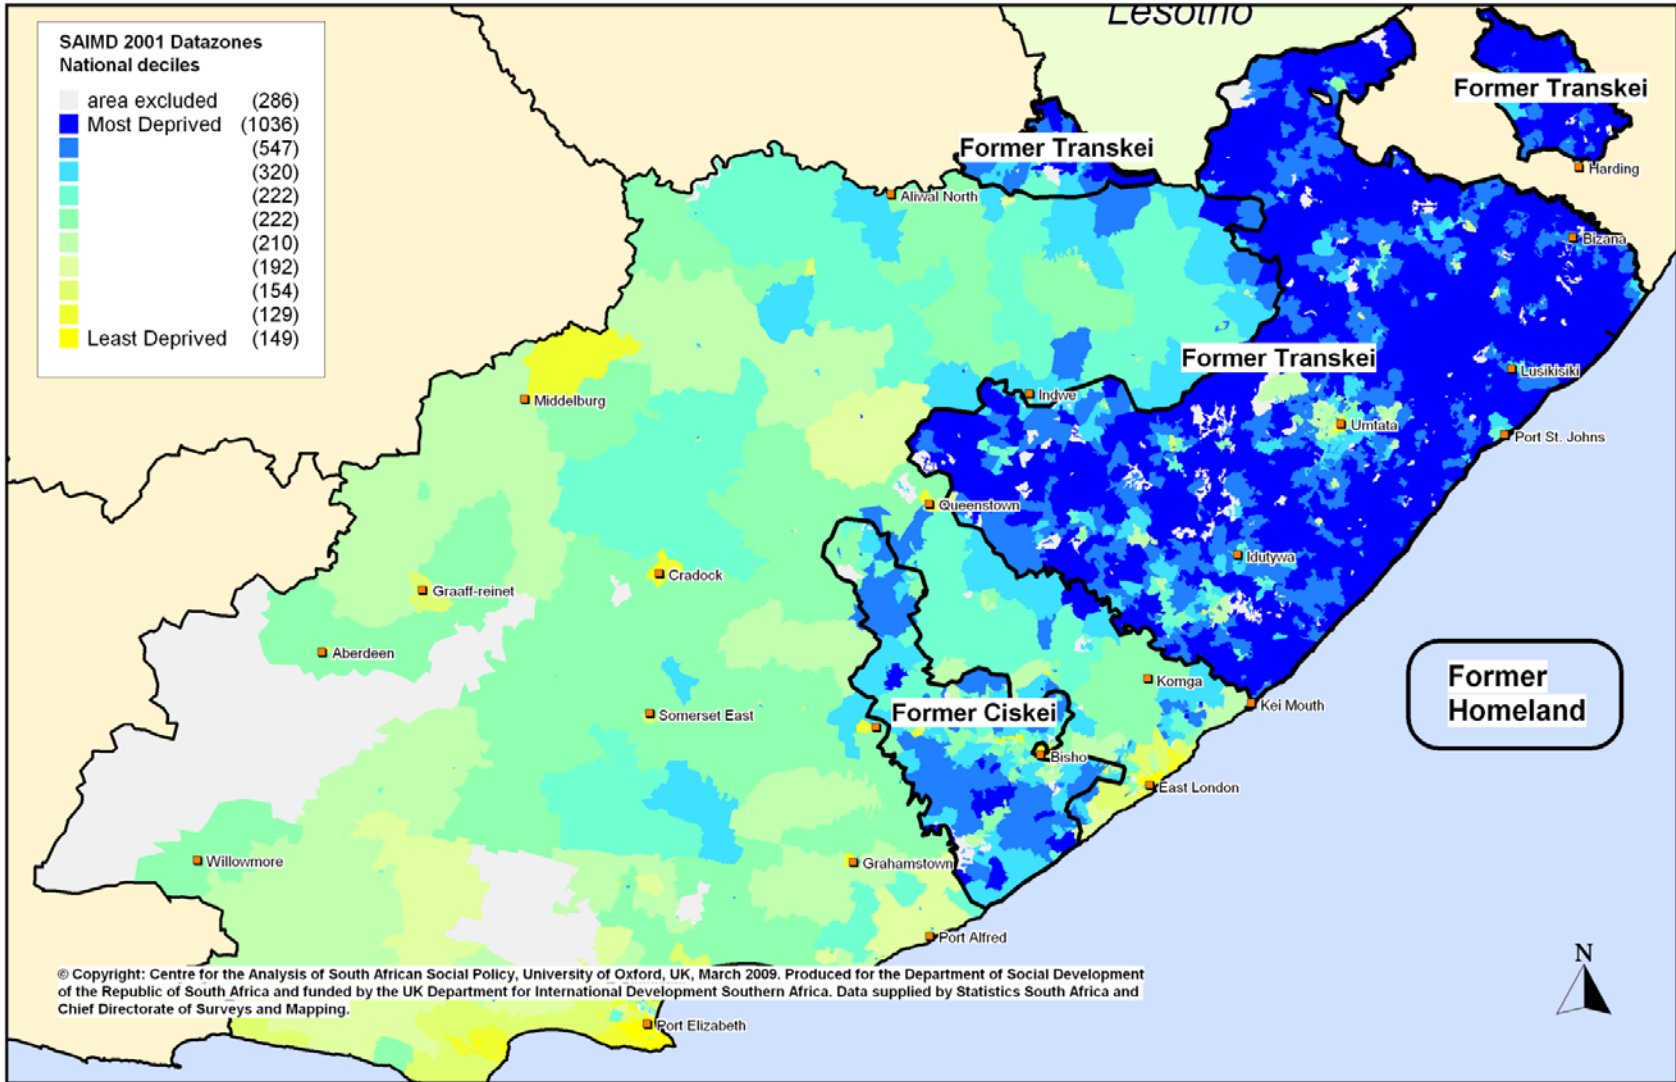 Lesotho
SAIMD 2001 Datazones
National deciles
area excluded (286)
Most Deprived (1036)
(547)
(320)
(222)
(222)
(210)
(192)
(154)
(129)
Least Deprived (149)
Former Transkei
Former Transkei
Harding
Aliwal North
Bizana
Former Transkei
Lusikisiki
Indwe
Middelburg
Umtata
Port St. Johns
Queenstown
Idutywa
Cradock
Graaff-reinet
Aberdeen
Komga
Former
Homeland
Kei Mouth
Former Ciskei
Somerset East
Bisho
East London
Willowmore
Grahamstown
Port Alfred
N
© Copyright: Centre for the Analysis of South African Social Policy, University of Oxford, UK, March 2009. Produced for the Department of Social Development
of the Republic of South Africa and funded by the UK Department for International Development Southern Africa. Data supplied by Statistics South Africa and
Chief Directorate of Surveys and Mapping.
Port Elizabeth